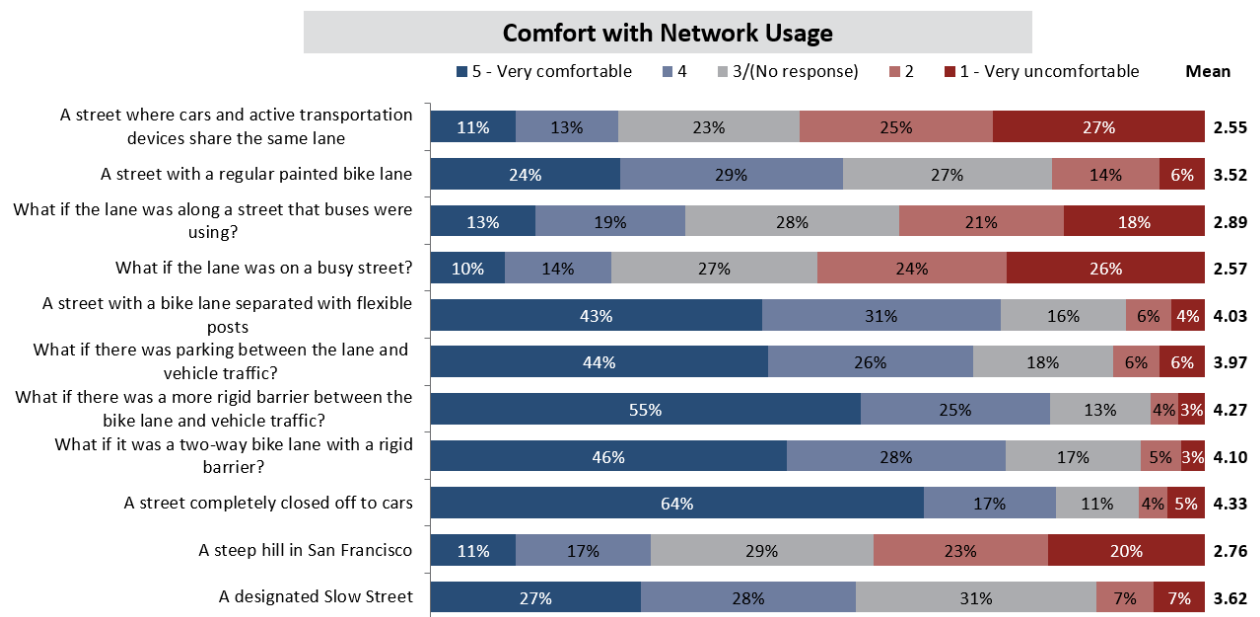 Comfort with Network Usage
5 - Very comfortable 4 3/(No response) 2 1 - Very uncomfortable Mean
A street where cars and active transportation
devices share the same lane
11% 13% 23% 25% 27% 2.55
A street with a regular painted bike lane
24% 29% 27% 14% 6% 3.52
What if the lane was along a street that buses were
using?
13% 19% 28% 21% 18% 2.89
What if the lane was on a busy street?
10% 14% 27% 24% 26% 2.57
A street with a bike lane separated with flexible
posts
43% 31% 16% 6% 4% 4.03
What if there was parking between the lane and
vehicle traffic?
44% 26% 18% 6% 6% 3.97
What if there was a more rigid barrier between the
bike lane and vehicle traffic?
55% 25% 13% 4% 3% 4.27
What if it was a two-way bike lane with a rigid
barrier?
46% 28% 17% 5% 3% 4.10
A street completely closed off to cars
64% 17% 11% 4% 5% 4.33
A steep hill in San Francisco
11% 17% 29% 23% 20% 2.76
A designated Slow Street
27% 28% 31% 7% 7% 3.62